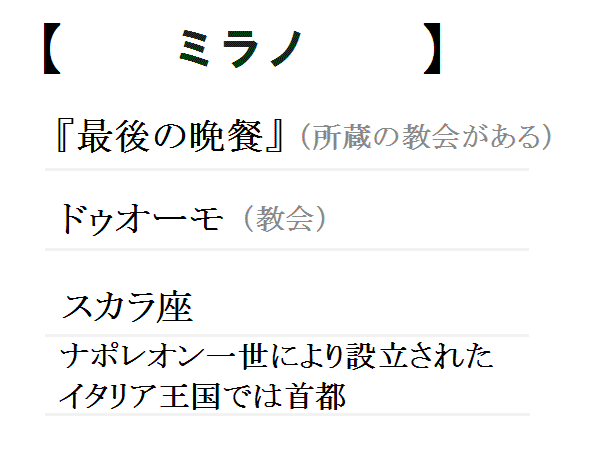 【 ミラノ 】
『最後の晩餐』(所蔵の教会がある)
ドゥオーモ (教会)
スカラ座
ナポレオン一世により設立された
イタリア王国では首都